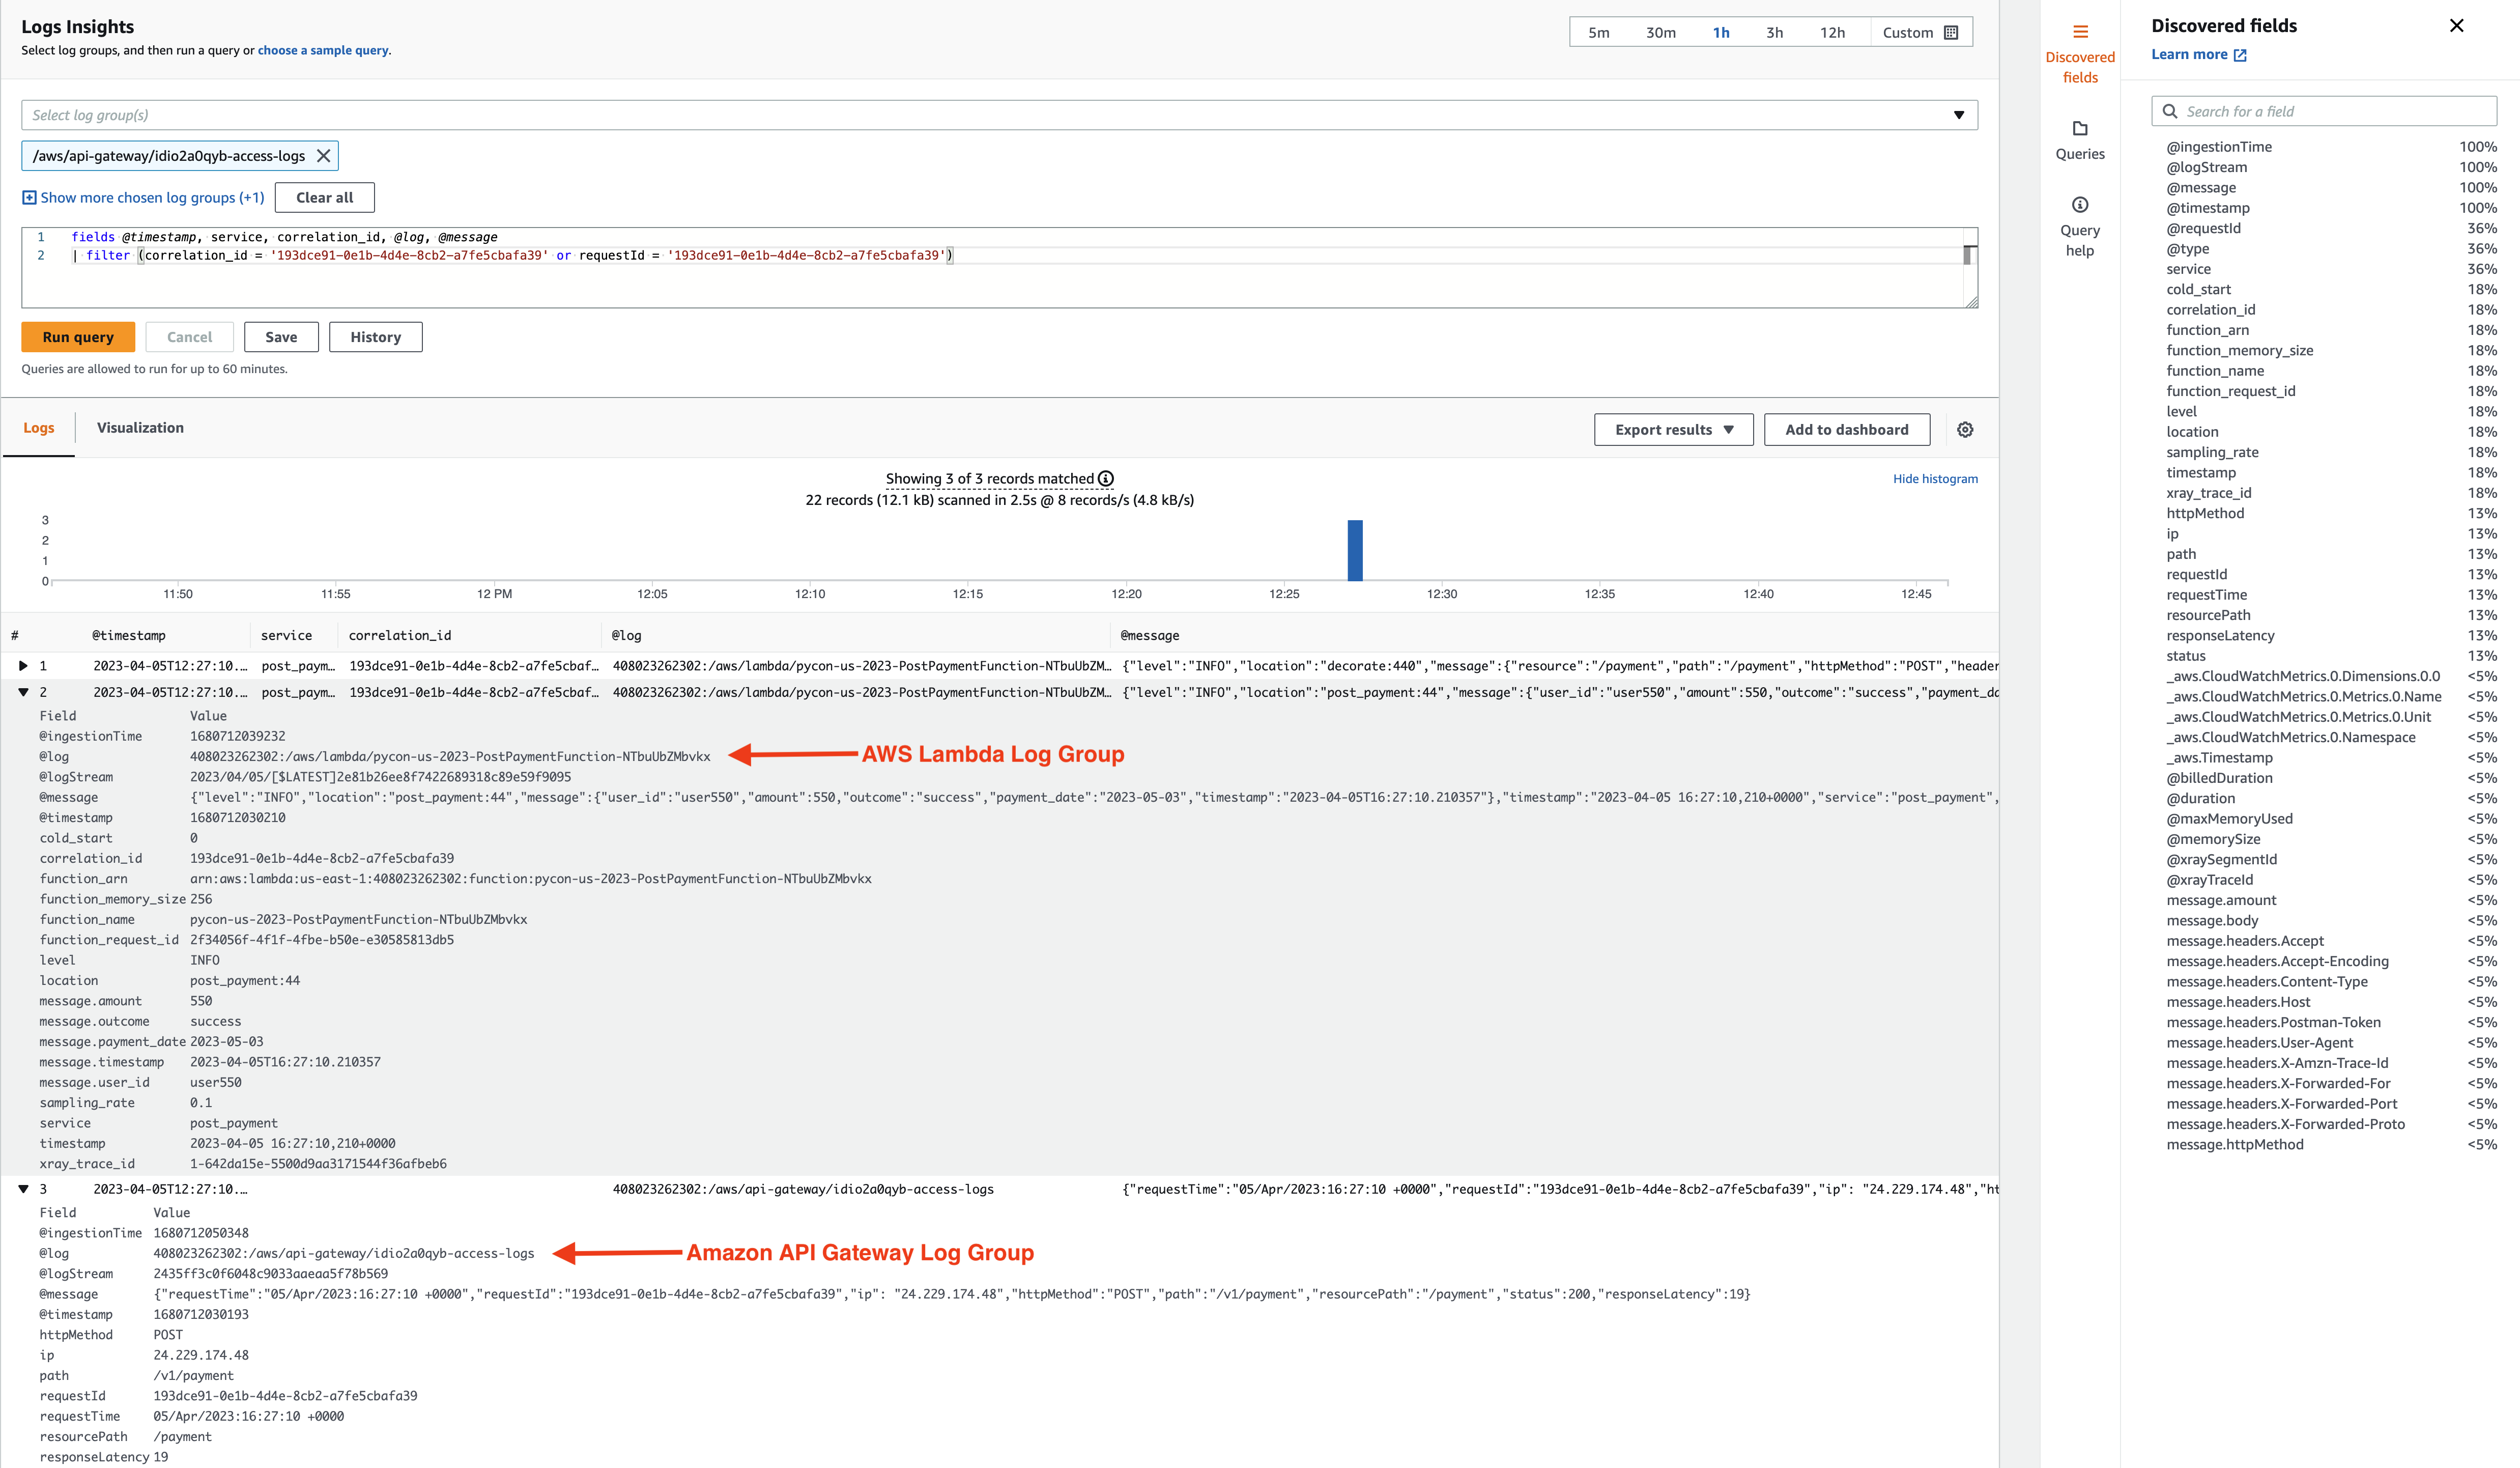 Logs Insights
Select log groups, and then run a query or choose a sample query.
5m 30m 1h 3h 12h Custom
Select log group(s)
/aws/api-gateway/idio2a0qyb-access-logs
Show more chosen log groups (+1) Clear all
1 fields @timestamp, service, correlation_id, @log, @message
2 | filter (correlation_id = '193dce91-0e1b-4d4e-8cb2-a7fe5cbafa39' or requestId = '193dce91-0e1b-4d4e-8cb2-a7fe5cbafa39')
Run query Cancel Save History
Queries are allowed to run for up to 60 minutes.
Logs Visualization
Export results Add to dashboard
Showing 3 of 3 records matched
Hide histogram
22 records (12.1 kB) scanned in 2.5s @ 8 records/s (4.8 kB/s)
3
2
1
0
11:50 11:55 12 PM 12:05 12:10 12:15 12:20 12:25 12:30 12:35 12:40 12:45
# @timestamp service correlation_id @log @message
1 2023-04-05T12:27:10... post_paym... 193dce91-0e1b-4d4e-8cb2-a7fe5cbaf... 408023262302:/aws/lambda/pycon-us-2023-PostPaymentFunction-NTbuUbZM... {"level":"INFO","location":"decorate:440","message":{"resource":"/payment","path":"/payment","httpMethod":"POST","header
2 2023-04-05T12:27:10... post_paym... 193dce91-0e1b-4d4e-8cb2-a7fe5cbaf... 408023262302:/aws/lambda/pycon-us-2023-PostPaymentFunction-NTbuUbZM... {"level":"INFO","location":"post_payment:44","message":{"user_id":"user550","amount":550,"outcome":"success","payment_da
Field Value
@ingestionTime 1680712039232
@log 408023262302:/aws/lambda/pycon-us-2023-PostPaymentFunction-NTbuUbZMbvkx
AWS Lambda Log Group
@logStream 2023/04/05/[$LATEST]2e81b26ee8f7422689318c89e59f9095
@message {"level":"INFO","location":"post_payment:44","message":{"user_id":"user550","amount":550,"outcome":"success","payment_date":"2023-05-03","timestamp":"2023-04-05T16:27:10.210357"},"timestamp":"2023-04-05 16:27:10,210+0000","service":"post_payment",
@timestamp 1680712030210
cold_start 0
correlation_id 193dce91-0e1b-4d4e-8cb2-a7fe5cbafa39
function_arn arn:aws:lambda:us-east-1:408023262302:function:pycon-us-2023-PostPaymentFunction-NTbuUbZMbvkx
function_memory_size 256
function_name pycon-us-2023-PostPaymentFunction-NTbuUbZMbvkx
function_request_id 2f34056f-4f1f-4fbe-b50e-e30585813db5
level INFO
location post_payment:44
message.amount 550
message.outcome success
message.payment_date 2023-05-03
message.timestamp 2023-04-05T16:27:10.210357
message.user_id user550
sampling_rate 0.1
service post_payment
timestamp 2023-04-05 16:27:10,210+0000
xray_trace_id 1-642da15e-5500d9aa3171544f36afbeb6
3 2023-04-05T12:27:10... 408023262302:/aws/api-gateway/idio2a0qyb-access-logs {"requestTime":"05/Apr/2023:16:27:10 +0000","requestId":"193dce91-0e1b-4d4e-8cb2-a7fe5cbafa39","ip": "24.229.174.48","ht
Field Value
@ingestionTime 1680712050348
@log 408023262302:/aws/api-gateway/idio2a0qyb-access-logs
Amazon API Gateway Log Group
@logStream 2435ff3c0f6048c9033aaeaa5f78b569
@message {"requestTime":"05/Apr/2023:16:27:10 +0000","requestId":"193dce91-0e1b-4d4e-8cb2-a7fe5cbafa39","ip": "24.229.174.48","httpMethod":"POST","path":"/v1/payment","resourcePath":"/payment","status":200,"responseLatency":19}
@timestamp 1680712030193
httpMethod POST
ip 24.229.174.48
path /v1/payment
requestId 193dce91-0e1b-4d4e-8cb2-a7fe5cbafa39
requestTime 05/Apr/2023:16:27:10 +0000
resourcePath /payment
responseLatency 19
Discovered
fields
Queries
Query
help
Discovered fields
Learn more
Search for a field
@ingestionTime 100%
@logStream 100%
@message 100%
@timestamp 100%
@requestId 36%
@type 36%
service 36%
cold_start 18%
correlation_id 18%
function_arn 18%
function_memory_size 18%
function_name 18%
function_request_id 18%
level 18%
location 18%
sampling_rate 18%
timestamp 18%
xray_trace_id 18%
httpMethod 13%
ip 13%
path 13%
requestId 13%
requestTime 13%
resourcePath 13%
responseLatency 13%
status 13%
_aws.CloudWatchMetrics.0.Dimensions.0.0 <5%
_aws.CloudWatchMetrics.0.Metrics.0.Name <5%
_aws.CloudWatchMetrics.0.Metrics.0.Unit <5%
_aws.CloudWatchMetrics.0.Namespace <5%
_aws.Timestamp <5%
@billedDuration <5%
@duration <5%
@maxMemoryUsed <5%
@memorySize <5%
@xraySegmentId <5%
@xrayTraceId <5%
message.amount <5%
message.body <5%
message.headers.Accept <5%
message.headers.Accept-Encoding <5%
message.headers.Content-Type <5%
message.headers.Host <5%
message.headers.Postman-Token <5%
message.headers.User-Agent <5%
message.headers.X-Amzn-Trace-Id <5%
message.headers.X-Forwarded-For <5%
message.headers.X-Forwarded-Port <5%
message.headers.X-Forwarded-Proto <5%
message.httpMethod <5%